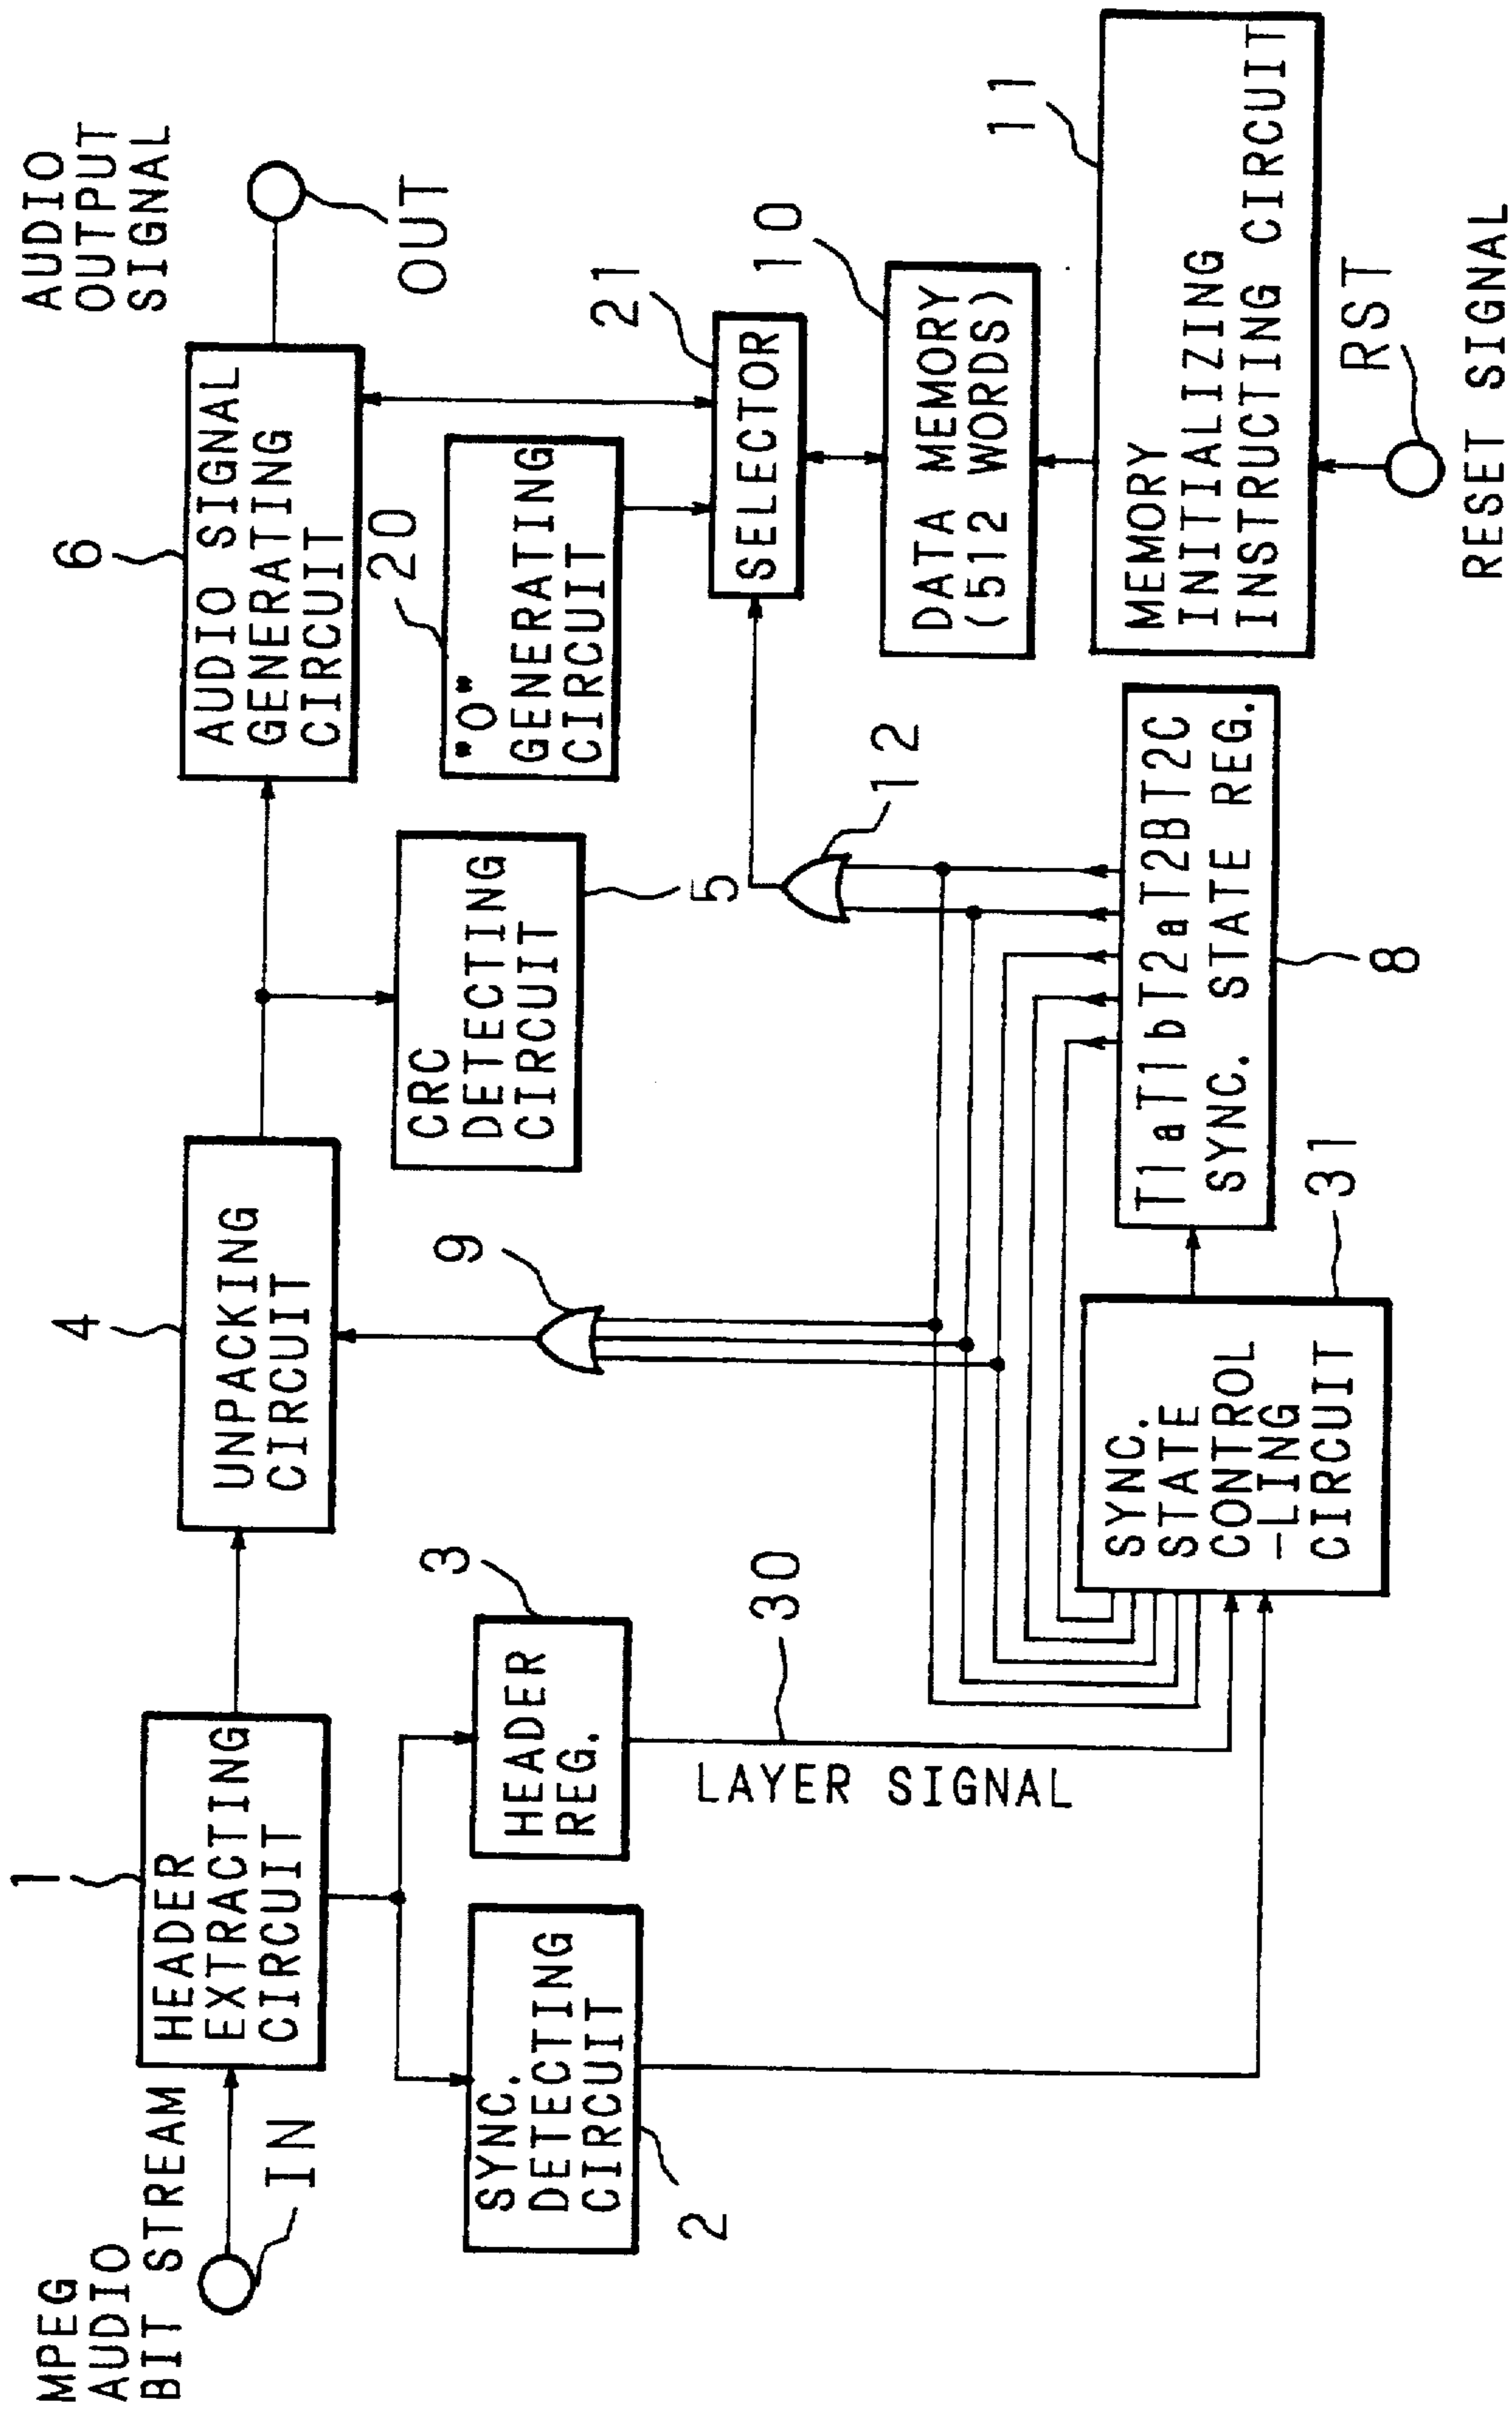 MPEG
AUDIO
BIT STREAM
IN
1
HEADER
EXTRACTING
CIRCUIT
4
UNPACKING
CIRCUIT
6
AUDIO SIGNAL
GENERATING
CIRCUIT
AUDIO
OUTPUT
SIGNAL
OUT
2
SYNC.
DETECTING
CIRCUIT
3
HEADER
REG.
30
LAYER SIGNAL
9
5
CRC
DETECTING
CIRCUIT
20
"0"
GENERATING
CIRCUIT
21
SELECTOR
12
10
DATA MEMORY
(512 WORDS)
11
MEMORY
INITIALIZING
INSTRUCTING CIRCUIT
31
SYNC.
STATE
CONTROL
-LING
CIRCUIT
8
T1aT1bT2aT2BT2C
SYNC. STATE REG.
RST
RESET SIGNAL